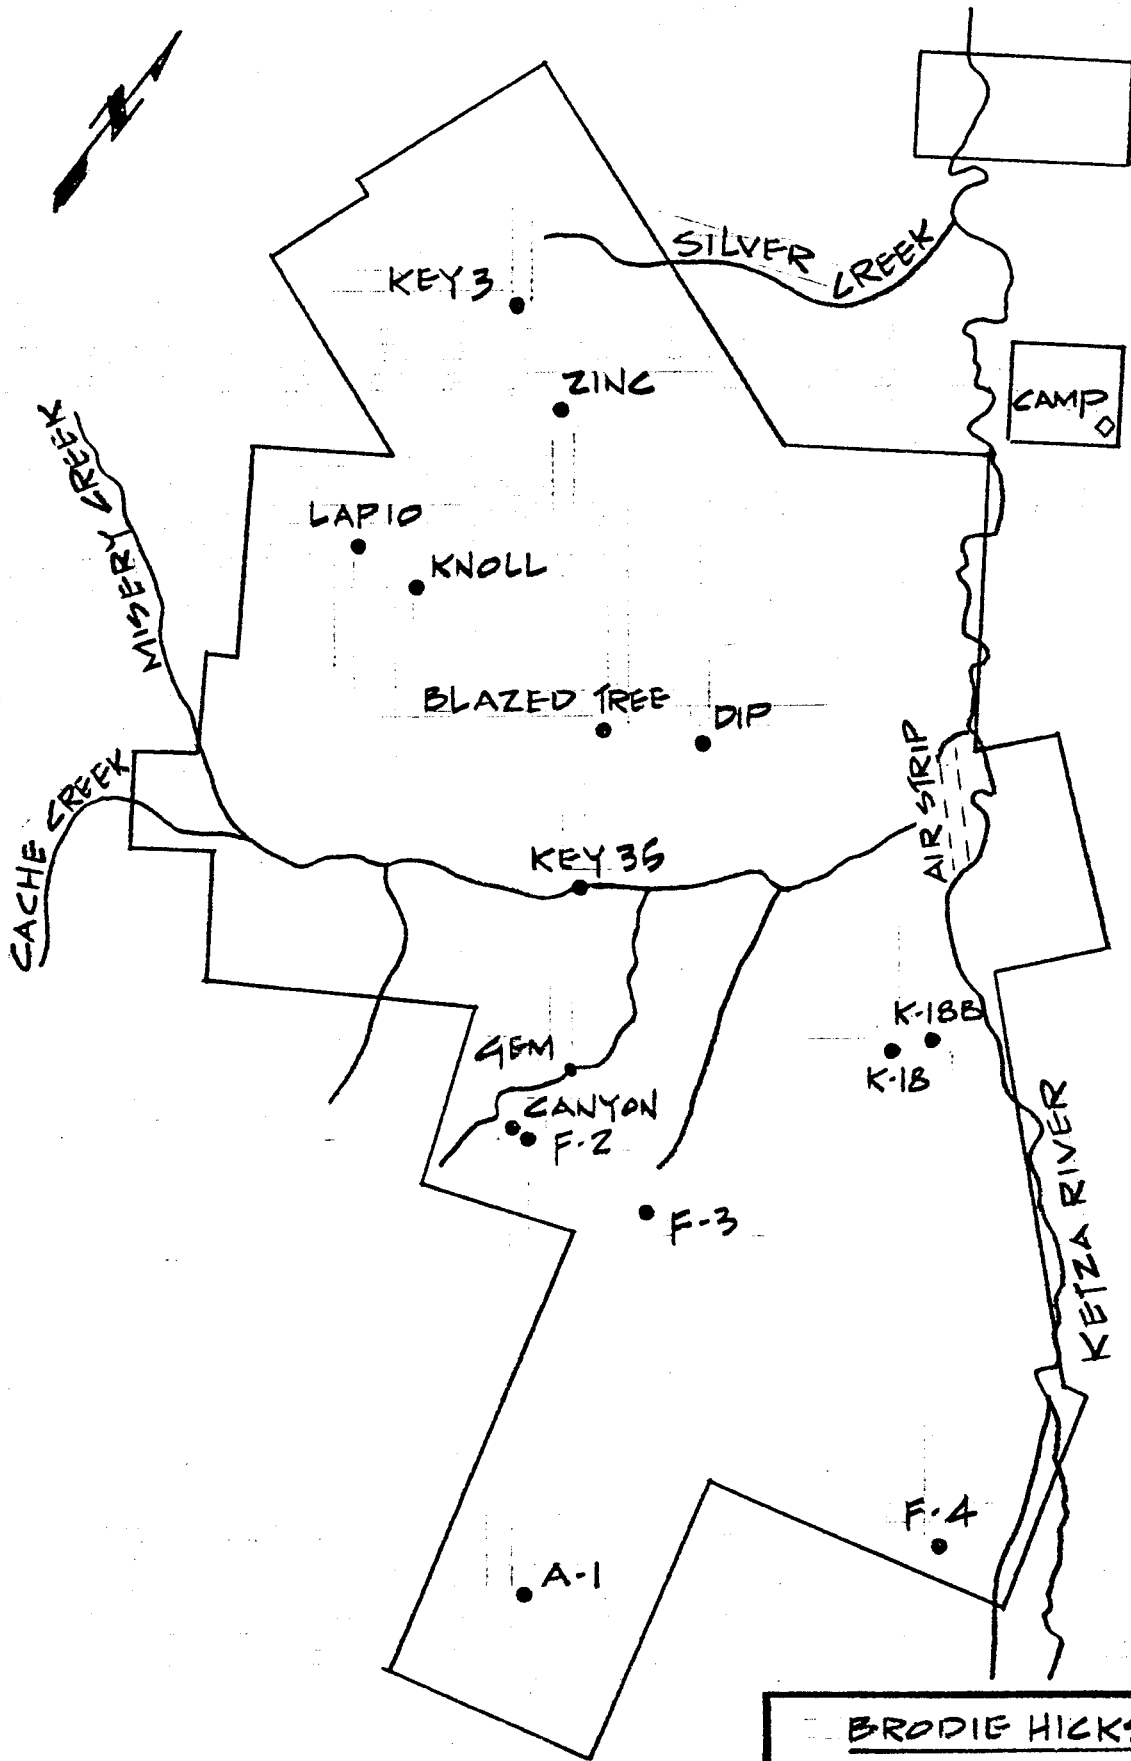 N
SILVER CREEK
KEY 3
ZINC
CAMP
MISERY CREEK
LAP 10
KNOLL
BLAZED TREE
DIP
AIR STRIP
CACHE CREEK
KEY 35
K-18B
GEM
K-18
CANYON
F-2
KETZA RIVER
F-3
F-4
A-1
BRODIE HICKS